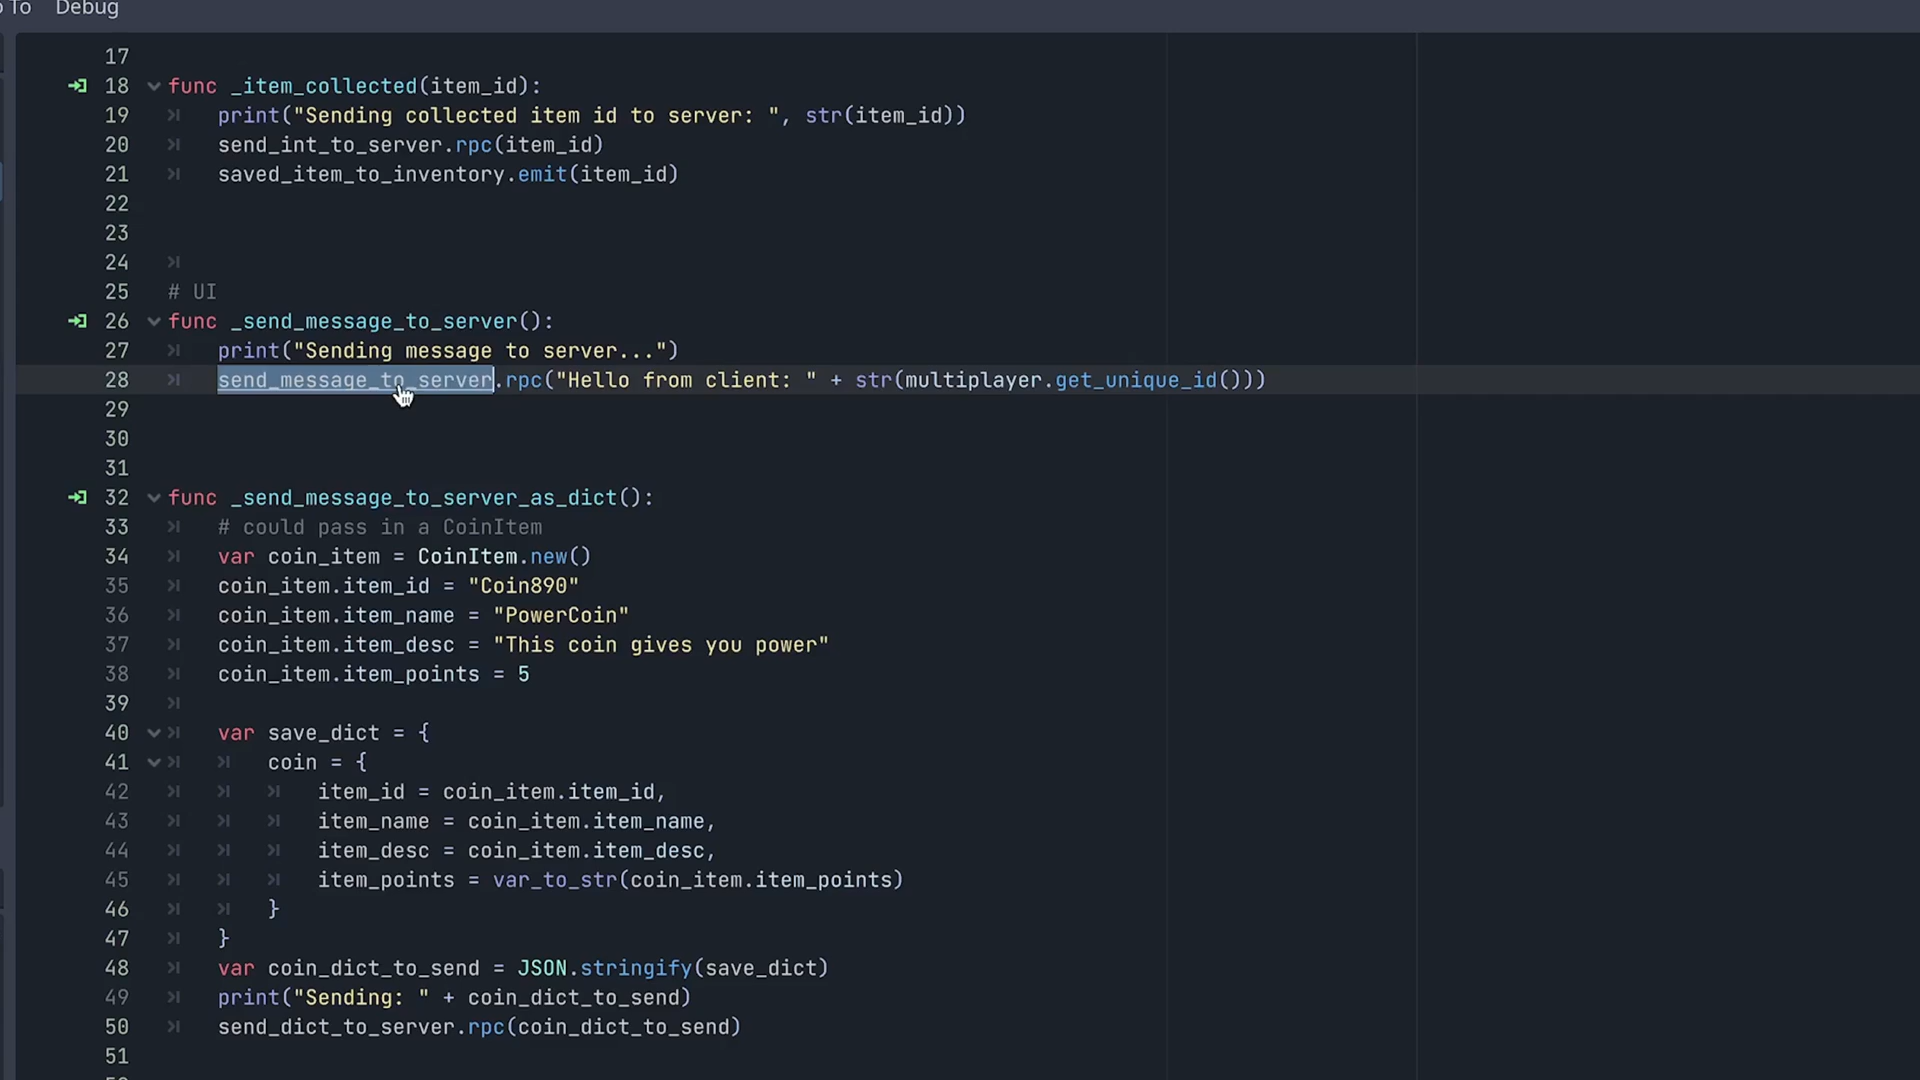 To Debug
17
18 func _item_collected(item_id):
19 print("Sending collected item id to server: ", str(item_id))
20 send_int_to_server.rpc(item_id)
21 saved_item_to_inventory.emit(item_id)
22
23
24
25 # UI
26 func _send_message_to_server():
27 print("Sending message to server...")
28 send_message_to_server.rpc("Hello from client: " + str(multiplayer.get_unique_id()))
29
30
31
32 func _send_message_to_server_as_dict():
33 # could pass in a CoinItem
34 var coin_item = CoinItem.new()
35 coin_item.item_id = "Coin890"
36 coin_item.item_name = "PowerCoin"
37 coin_item.item_desc = "This coin gives you power"
38 coin_item.item_points = 5
39
40 var save_dict = {
41 coin = {
42 item_id = coin_item.item_id,
43 item_name = coin_item.item_name,
44 item_desc = coin_item.item_desc,
45 item_points = var_to_str(coin_item.item_points)
46 }
47 }
48 var coin_dict_to_send = JSON.stringify(save_dict)
49 print("Sending: " + coin_dict_to_send)
50 send_dict_to_server.rpc(coin_dict_to_send)
51